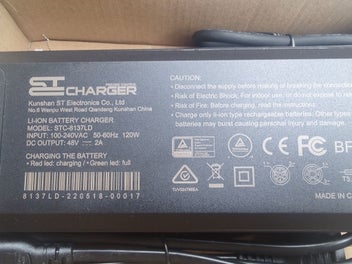 ST
CHARGER
Kunshan ST Electronics Co., Ltd
No.6 Wenpu West Road Qiandeng Kunshan China
LI-ION BATTERY CHARGER
MODEL: STC-8137LD
INPUT: 100-240VAC 50-60Hz 120W
DC OUTPUT: 48V ⎓ 2A
CHARGING THE BATTERY
• Red led: charging / • Green led: full
8137LD-220518-00017
CAUTION:
• Disconnect the supply before making or breaking the
• Risk of Electric Shock. For indoor use, or do not expose to
• Risk of Fire. Before charging, read the instructions.
• Charge only li-ion type rechargeable batteries. Other types
batteries may burst causing personal injury and damage.
FC CE BF
MADE IN C